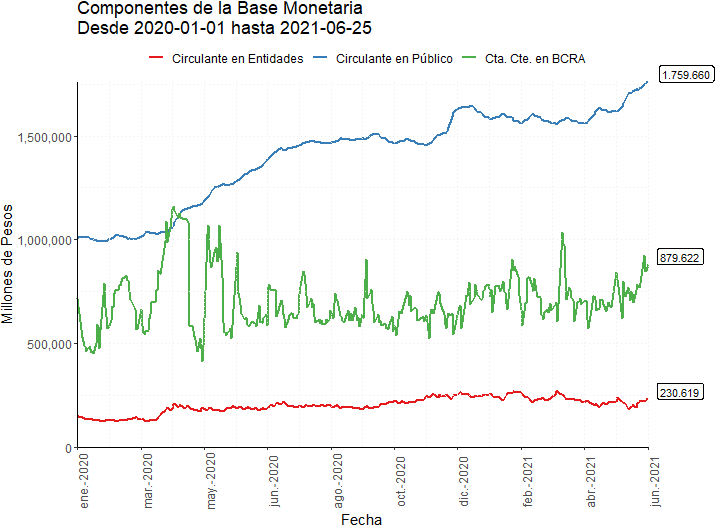 Componentes de la Base Monetaria
Desde 2020-01-01 hasta 2021-06-25
Circulante en Entidades
Circulante en Público
Cta. Cte. en BCRA
Millones de Pesos
1,500,000
1,000,000
500,000
0
1.759.660
879.622
230.619
ene.-2020
mar.-2020
may.-2020
jun.-2020
ago.-2020
oct.-2020
dic.-2020
feb.-2021
abr.-2021
jun.-2021
Fecha